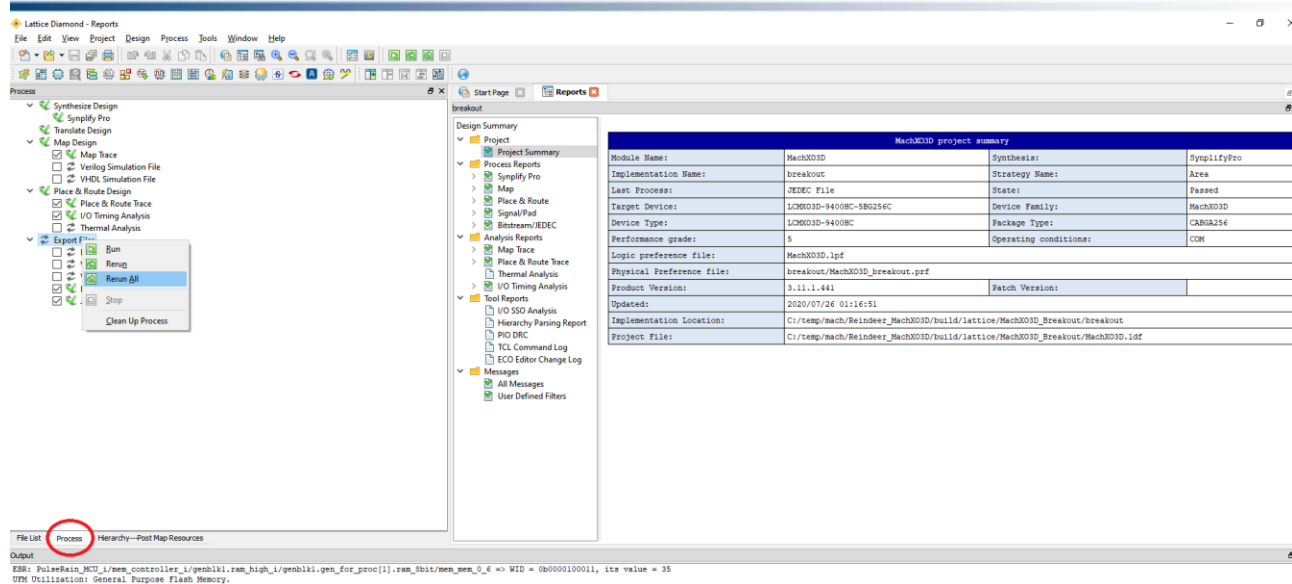 Lattice Diamond - Reports
File Edit View Project Design Process Tools Window Help
Process
Synthesize Design
Synplify Pro
Translate Design
Map Design
Map Trace
Verilog Simulation File
VHDL Simulation File
Place & Route Design
Place & Route Trace
I/O Timing Analysis
Thermal Analysis
Export Files
Run
Rerun
Rerun All
Stop
Clean Up Process
File List Process Hierarchy---Post Map Resources
Start Page Reports
breakout
Design Summary
Project
Project Summary
Process Reports
Synplify Pro
Map
Place & Route
Signal/Pad
Bitstream/JEDEC
Analysis Reports
Map Trace
Place & Route Trace
Thermal Analysis
I/O Timing Analysis
Tool Reports
I/O SSO Analysis
Hierarchy Parsing Report
PIO DRC
TCL Command Log
ECO Editor Change Log
Messages
All Messages
User Defined Filters
MachXO3D project summary
Module Name: MachXO3D Synthesis: SynplifyPro
Implementation Name: breakout Strategy Name: Area
Last Process: JEDEC File State: Passed
Target Device: LCMXO3D-9400HC-5BG256C Device Family: MachXO3D
Device Type: LCMXO3D-9400HC Package Type: CABGA256
Performance grade: 5 Operating conditions: COM
Logic preference file: MachXO3D.lpf
Physical Preference file: breakout/MachXO3D_breakout.prf
Product Version: 3.11.1.441 Patch Version:
Updated: 2020/07/26 01:16:51
Implementation Location: C:/temp/mach/Reindeer_MachXO3D/build/lattice/MachXO3D_Breakout/breakout
Project File: C:/temp/mach/Reindeer_MachXO3D/build/lattice/MachXO3D_Breakout/MachXO3D.ldf
Output
EBR: PulseRain_MCU_i/mem_controller_i/genblk1.ram_high_i/genblk1.gen_for_proc[1].ram_8bit/mem_mem_0_6 => WID = 0b0000100011, its value = 35
UFM Utilization: General Purpose Flash Memory.